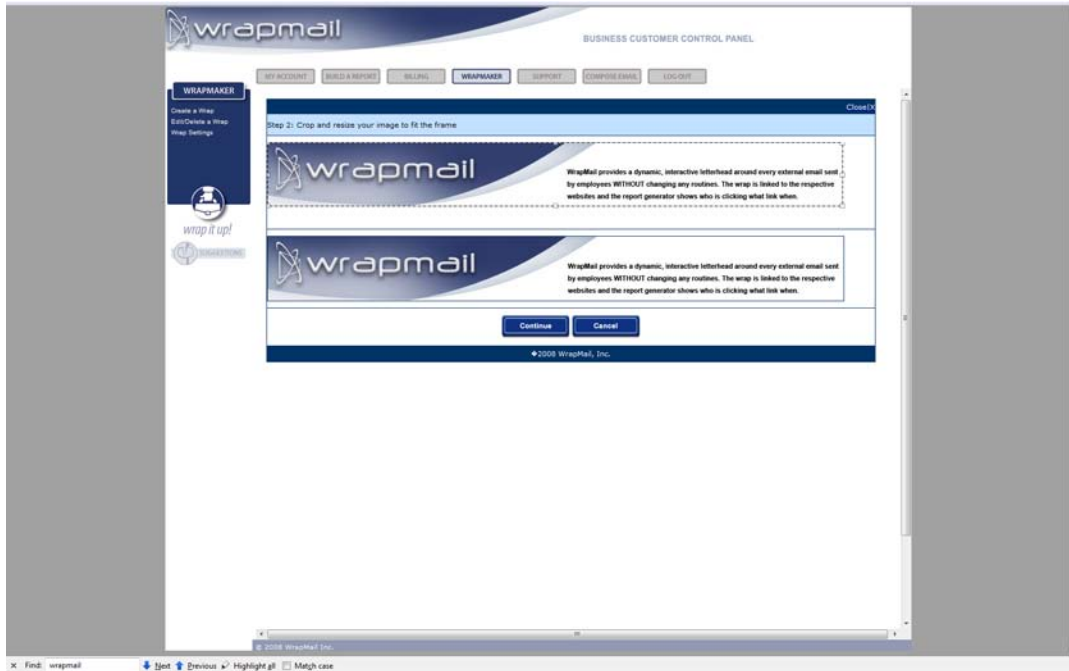 wrapmail
BUSINESS CUSTOMER CONTROL PANEL
MY ACCOUNT BUILD A REPORT BILLING WRAPMAKER SUPPORT COMPOSE EMAIL LOG OUT
WRAPMAKER
Create a Wrap
Edit/Delete a Wrap
Wrap Settings
wrap it up!
SUGGESTIONS
Close|X
Step 2: Crop and resize your image to fit the frame
wrapmail
WrapMail provides a dynamic, interactive letterhead around every external email sent
by employees WITHOUT changing any routines. The wrap is linked to the respective
websites and the report generator shows who is clicking what link when.
wrapmail
WrapMail provides a dynamic, interactive letterhead around every external email sent
by employees WITHOUT changing any routines. The wrap is linked to the respective
websites and the report generator shows who is clicking what link when.
Continue Cancel
�2008 WrapMail, Inc.
© 2008 WrapMail Inc.
x Find: wrapmail Next Previous Highlight all Match case